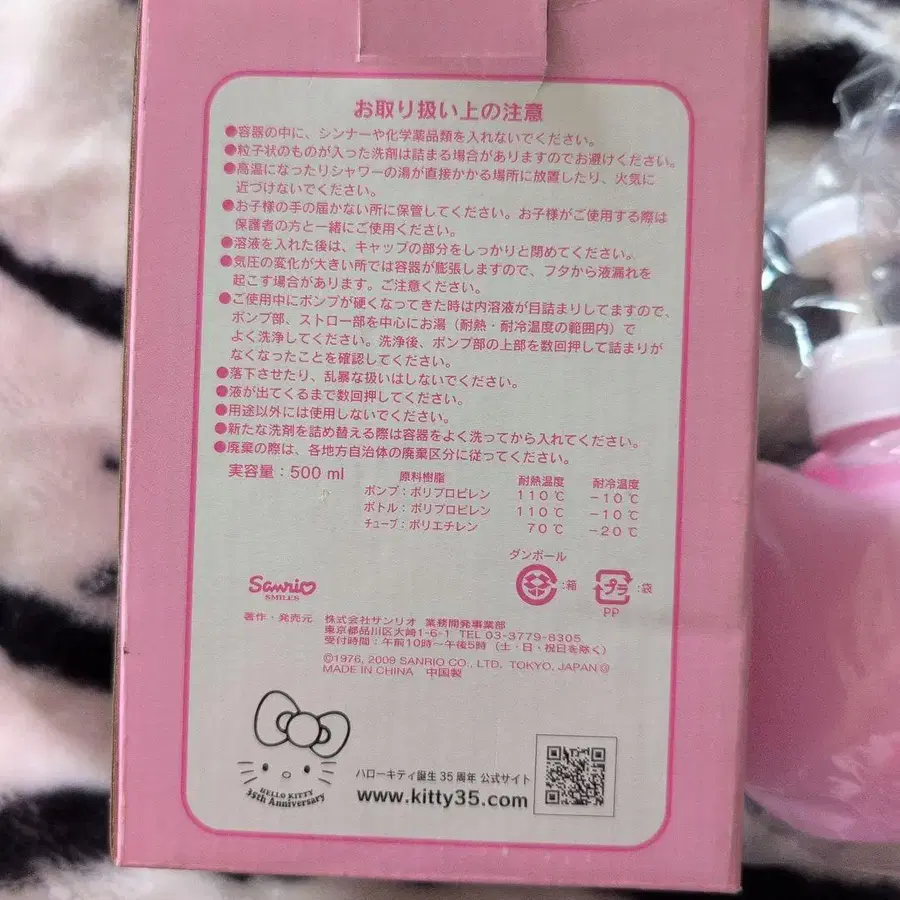 お取り扱い上の注意
●容器の中に、シンナーや化学薬品類を入れないでください。
●粒子状のものが入った洗剤は詰まる場合がありますのでお避けください。
●高温になったりシャワーの湯が直接かかる場所に放置したり、火気に
近づけないでください。
●お子様の手の届かない所に保管してください。お子様がご使用する際は
保護者の方と一緒にご使用ください。
●溶液を入れた後は、キャップの部分をしっかりと閉めてください。
●気圧の変化が大きい所では容器が膨張しますので、フタから液漏れを
起こす場合があります。ご注意ください。
●ご使用中にポンプが硬くなってきた時は内溶液が目詰まりしてますので、
ポンプ部、ストロー部を中心にお湯（耐熱・耐冷温度の範囲内）で
よく洗浄してください。洗浄後、ポンプ部の上部を数回押して詰まりが
なくなったことを確認してください。
●落下させたり、乱暴な扱いはしないでください。
●液が出てくるまで数回押してください。
●用途以外には使用しないでください。
●新たな洗剤を詰め替える際は容器をよく洗ってから入れてください。
●廃棄の際は、各地方自治体の廃棄区分に従ってください。
実容量：500 ml 原料樹脂 耐熱温度 耐冷温度
ポンプ：ポリプロピレン 110℃ −10℃
ボトル：ポリプロピレン 110℃ −10℃
チューブ：ポリエチレン 70℃ −20℃
ダンボール
：箱 プラ ：袋
PP
Sanrio
SMILES
著作・発売元 株式会社サンリオ 業務開発事業部
東京都品川区大崎1-6-1 TEL 03-3779-8305
受付時間：午前10時〜午後5時（土・日・祝日を除く）
©1976, 2009 SANRIO CO., LTD. TOKYO, JAPAN Ⓛ
MADE IN CHINA 中国製
HELLO KITTY
35th Anniversary
ハローキティ誕生35周年 公式サイト
www.kitty35.com